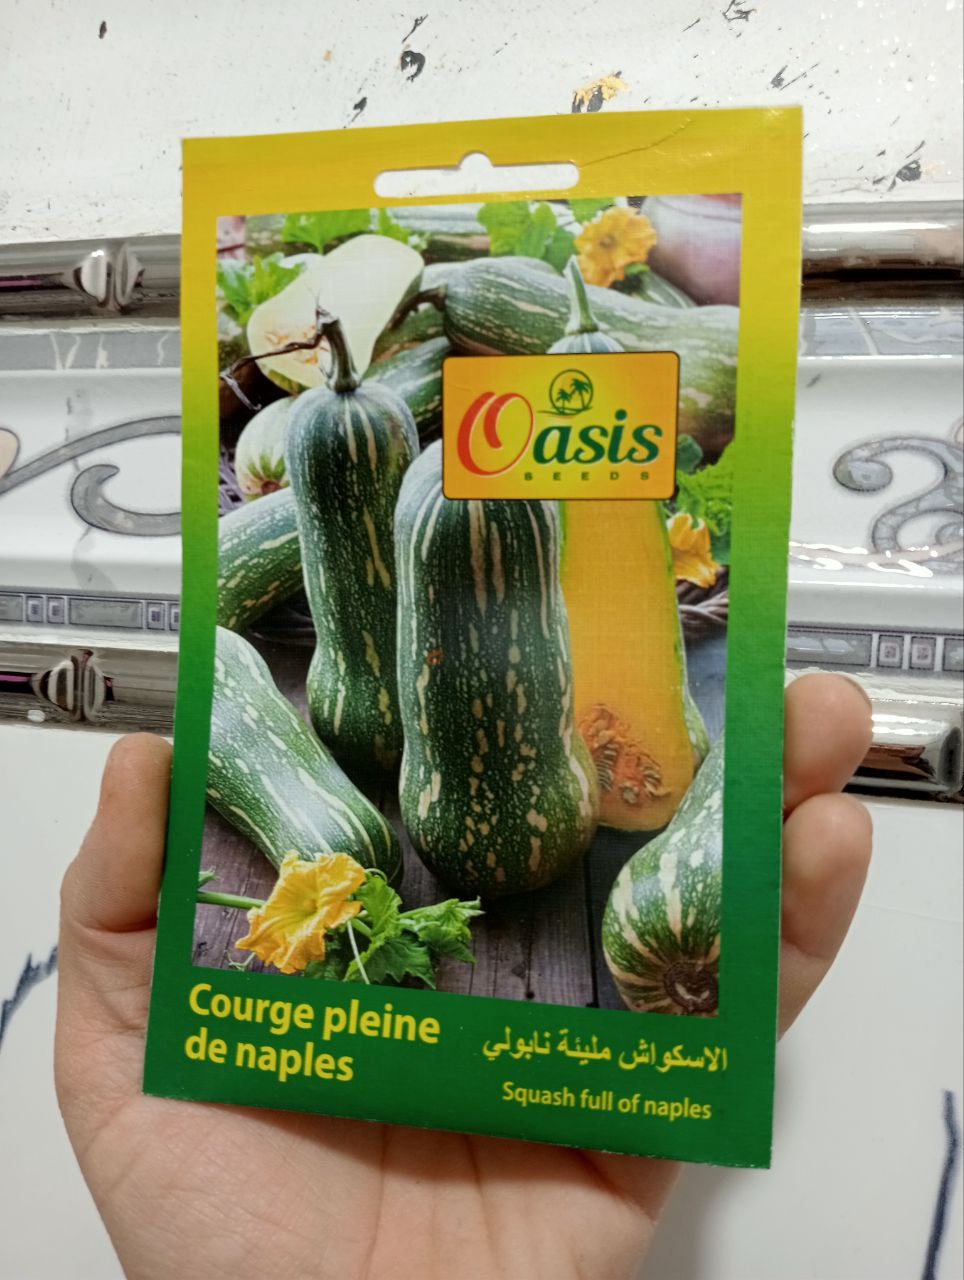 Oasis
SEEDS
Courge pleine
de naples
الاسكواش مليئة نابولي
Squash full of naples